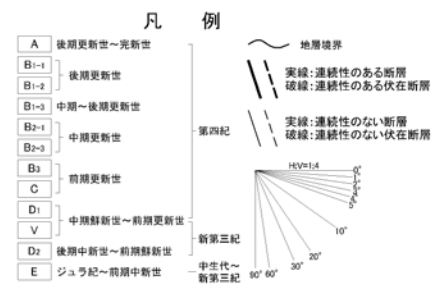 凡 例
A 後期更新世~完新世
B1-1
後期更新世
B1-2
B1-3 中期~後期更新世
B2-1
中期更新世
B2-3
B3
前期更新世
C
D1
中期鮮新世~前期更新世
V
D2 後期中新世~前期鮮新世
E ジュラ紀~前期中新世
第四紀
新第三紀
中生代~
新第三紀
地層境界
実線:連続性のある断層
破線:連続性のある伏在断層
実線:連続性のない断層
破線:連続性のない伏在断層
H:V=1:4
0°
1°
2°
3°
4°
5°
10°
20°
30°
60°
90°